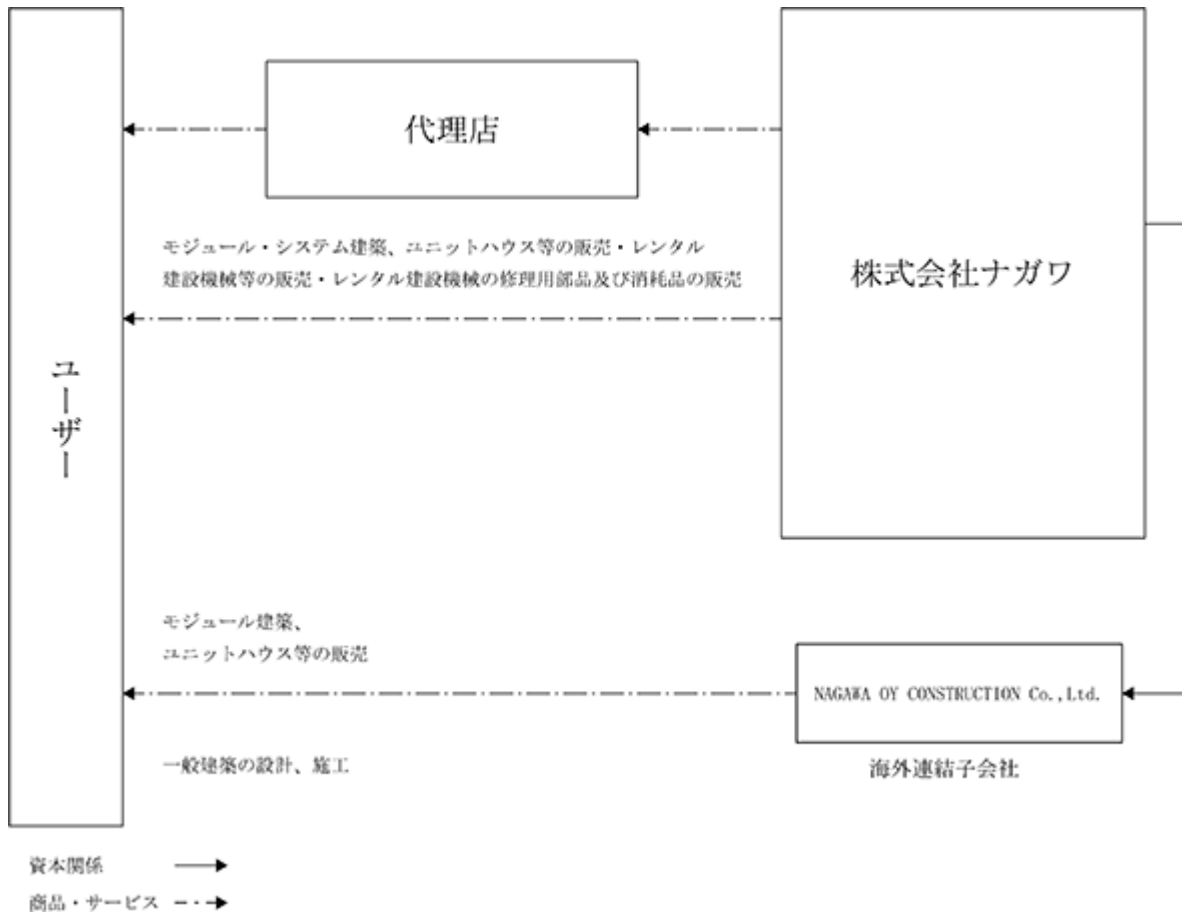 代理店
株式会社ナガワ
モジュール・システム建築、ユニットハウス等の販売・レンタル
建設機械等の販売・レンタル建設機械の修理用部品及び消耗品の販売
ユーザー
モジュール建築、
ユニットハウス等の販売
NAGAWA OY CONSTRUCTION Co.,Ltd.
一般建築の設計、施工
海外連結子会社
資本関係
商品・サービス